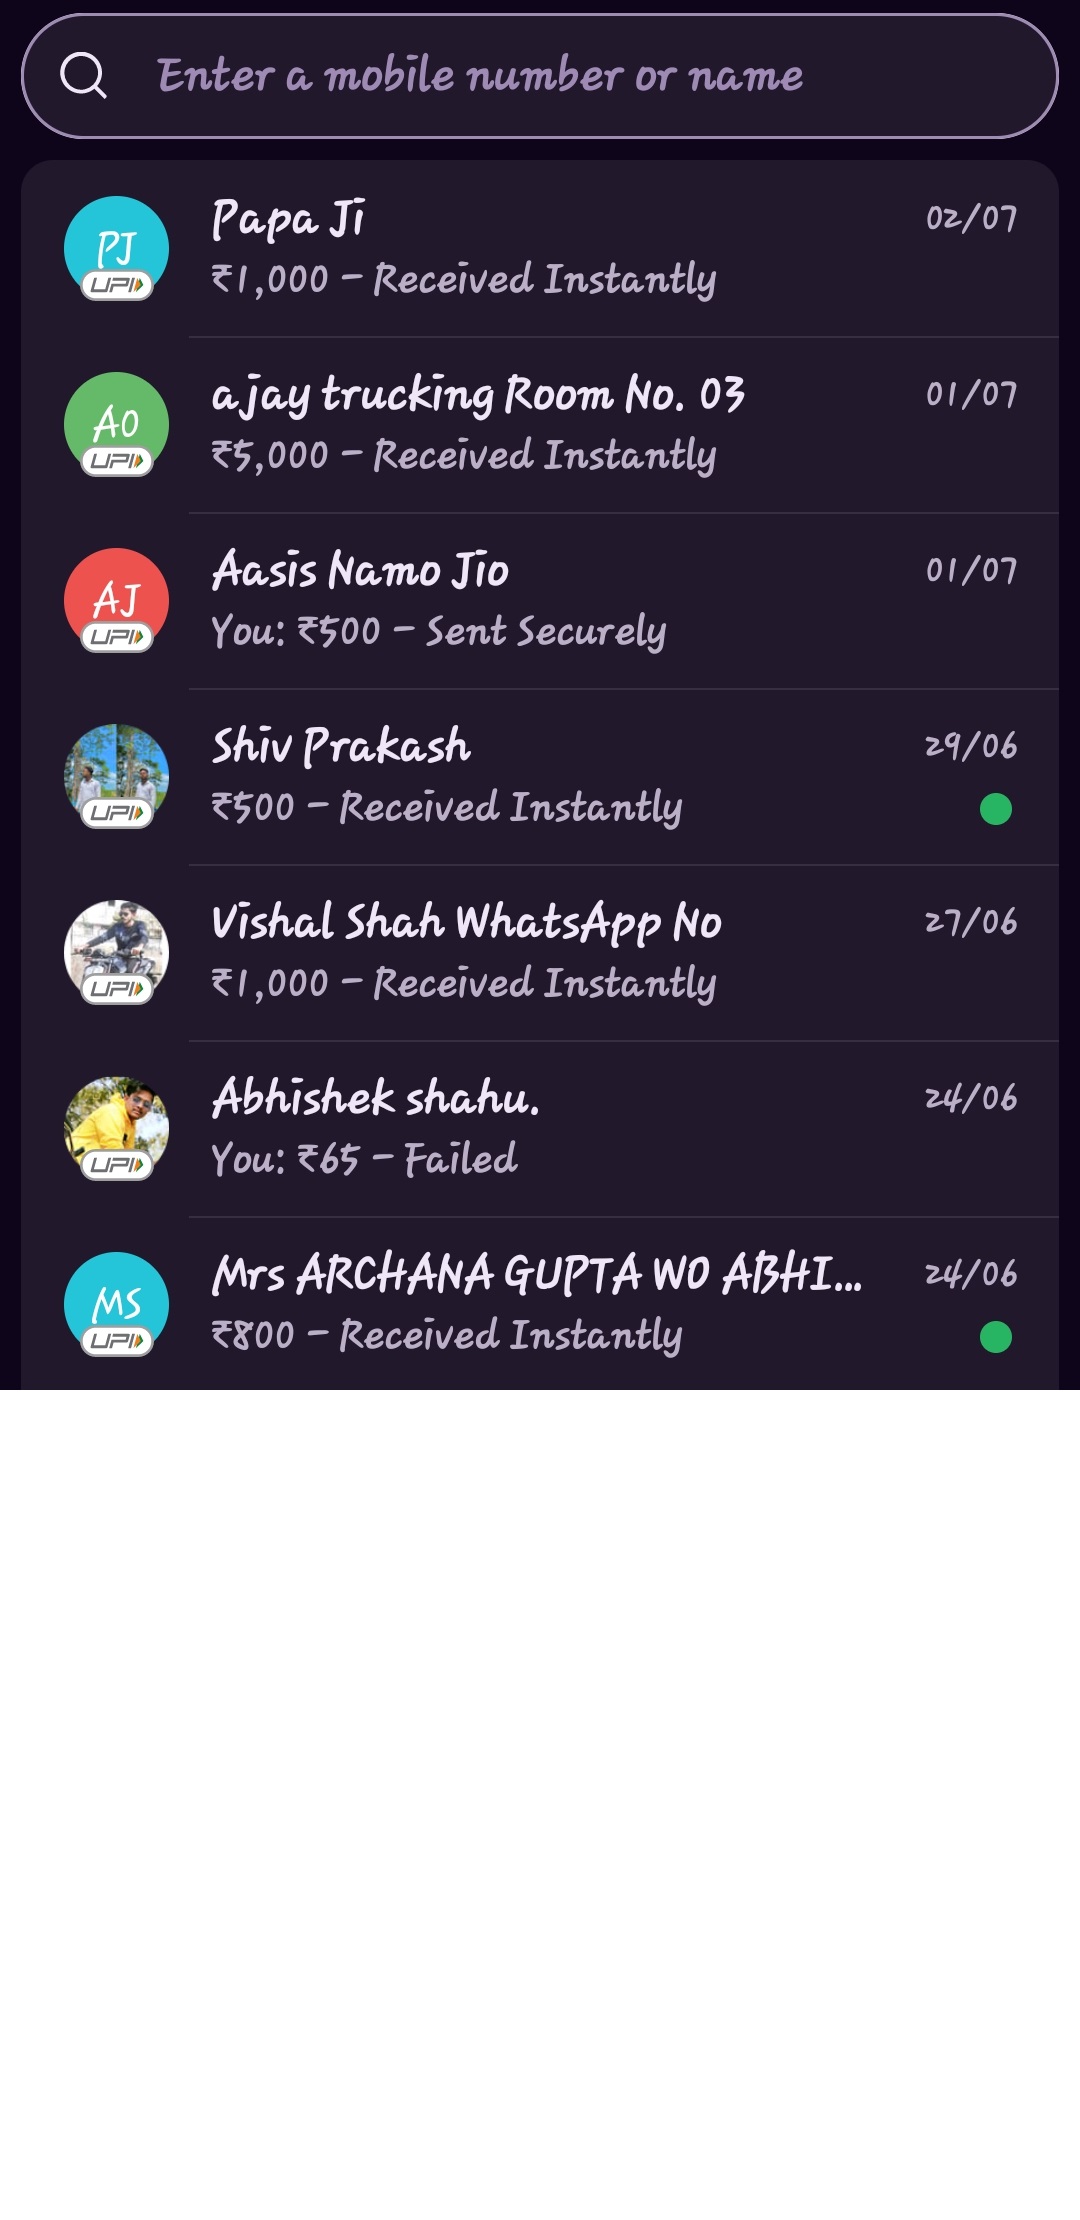 Enter a mobile number or name
PJ
UPI
Papa Ji
02/07
₹1,000 - Received Instantly
A0
UPI
ajay trucking Room No. 03
01/07
₹5,000 - Received Instantly
AJ
UPI
Aasis Namo Jio
01/07
You: ₹500 - Sent Securely
UPI
Shiv Prakash
29/06
₹500 - Received Instantly
UPI
Vishal Shah WhatsApp No
27/06
₹1,000 - Received Instantly
UPI
Abhishek shahu.
24/06
You: ₹65 - Failed
MS
UPI
Mrs ARCHANA GUPTA WO ABHI...
24/06
₹800 - Received Instantly